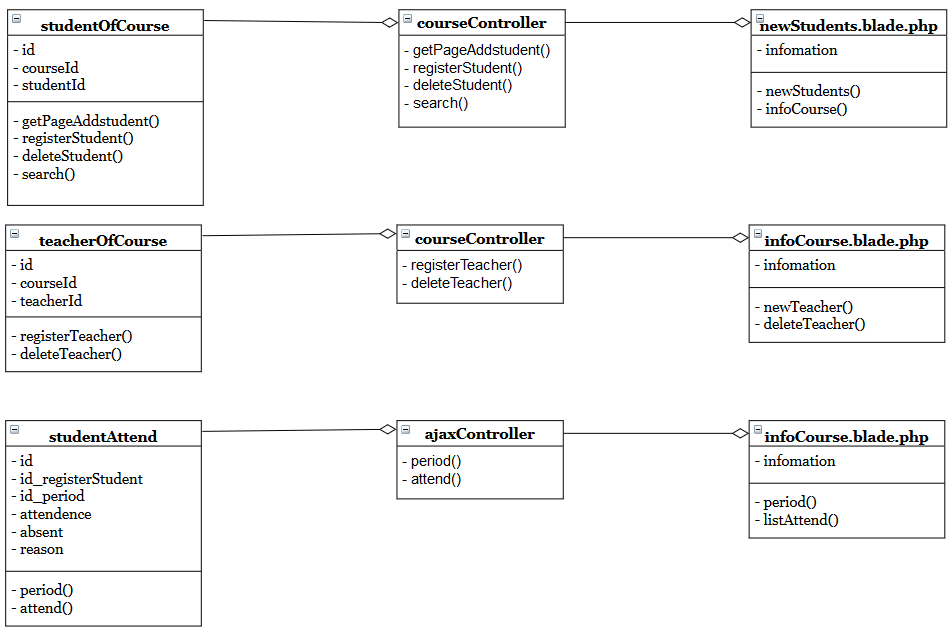 studentOfCourse
- id
- courseId
- studentId
- getPageAddstudent()
- registerStudent()
- deleteStudent()
- search()
courseController
- getPageAddstudent()
- registerStudent()
- deleteStudent()
- search()
newStudents.blade.php
- infomation
- newStudents()
- infoCourse()
teacherOfCourse
- id
- courseId
- teacherId
- registerTeacher()
- deleteTeacher()
courseController
- registerTeacher()
- deleteTeacher()
infoCourse.blade.php
- infomation
- newTeacher()
- deleteTeacher()
studentAttend
- id
- id_registerStudent
- id_period
- attendence
- absent
- reason
- period()
- attend()
ajaxController
- period()
- attend()
infoCourse.blade.php
- infomation
- period()
- listAttend()